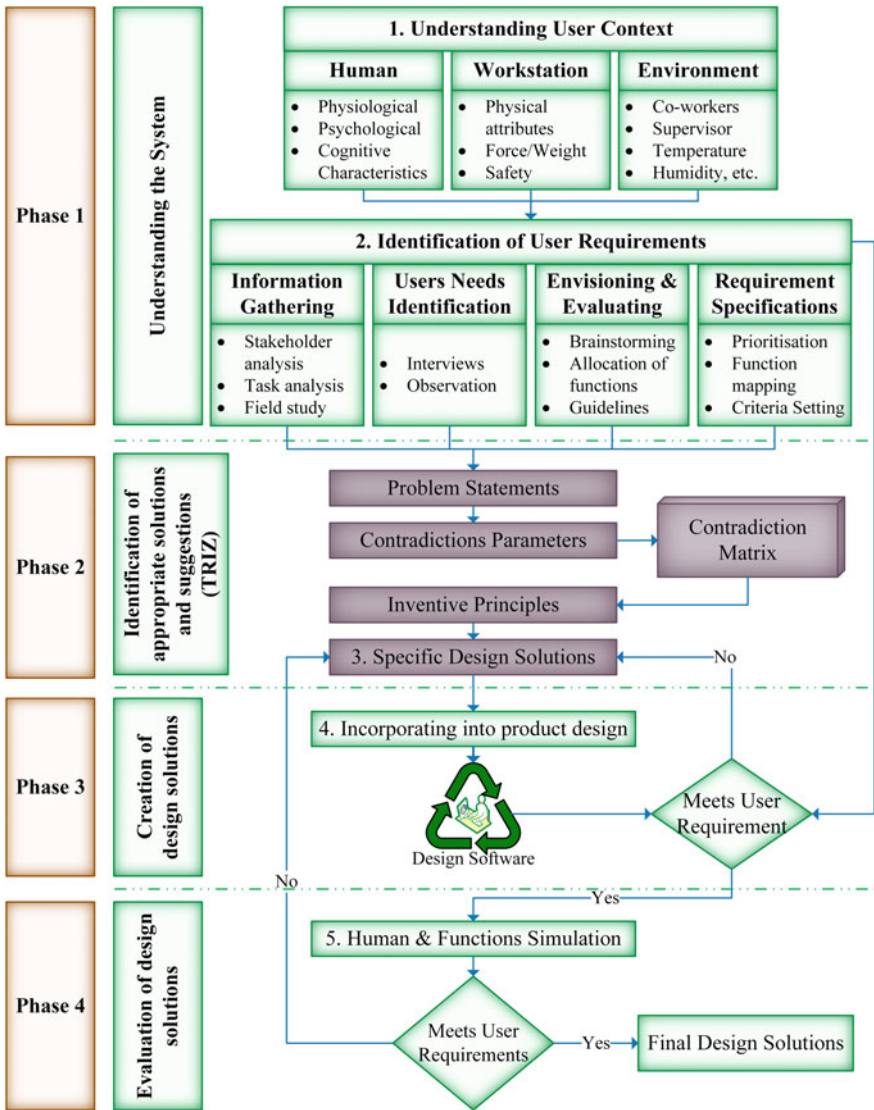 1. Understanding User Context
Human
Physiological
Psychological
Cognitive
Characteristics
Workstation
Physical
attributes
Force/Weight
Safety
Environment
Co-workers
Supervisor
Temperature
Humidity, etc.
Phase 1
Understanding the System
2. Identification of User Requirements
Information
Gathering
Stakeholder
analysis
Task analysis
Field study
Users Needs
Identification
Interviews
Observation
Envisioning &
Evaluating
Brainstorming
Allocation of
functions
Guidelines
Requirement
Specifications
Prioritisation
Function
mapping
Criteria Setting
Phase 2
Identification of
appropriate solutions
and suggestions
(TRIZ)
Problem Statements
Contradictions Parameters
Contradiction
Matrix
Inventive Principles
3. Specific Design Solutions
No
Phase 3
Creation of
design solutions
4. Incorporating into product design
Design Software
Meets User
Requirement
No
Yes
Phase 4
Evaluation of design
solutions
5. Human & Functions Simulation
Meets User
Requirements
Yes
Final Design Solutions